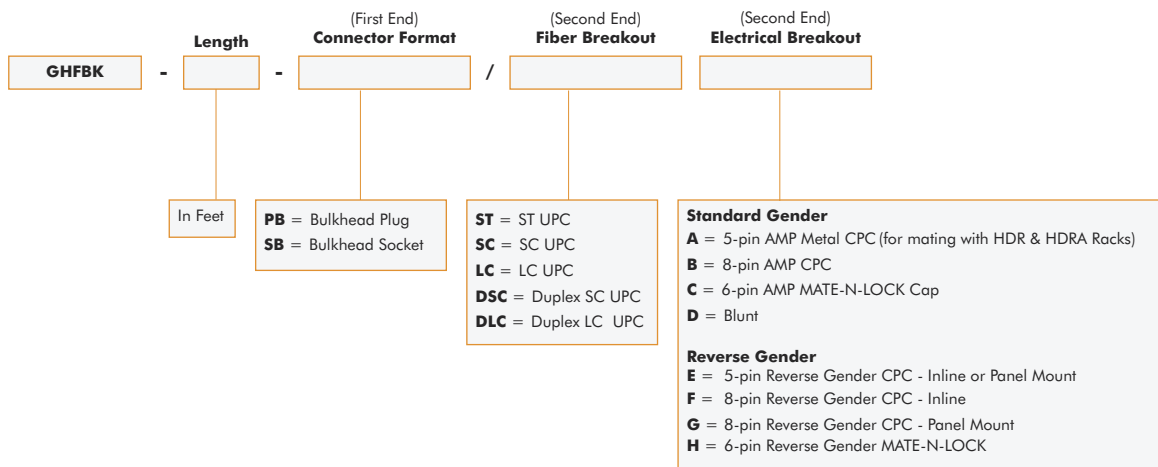 (First End)
(Second End)
(Second End)
Length
Connector Format
Fiber Breakout
Electrical Breakout
GHFBK - - /
In Feet
PB = Bulkhead Plug
SB = Bulkhead Socket
ST = ST UPC
SC = SC UPC
LC = LC UPC
DSC = Duplex SC UPC
DLC = Duplex LC UPC
Standard Gender
A = 5-pin AMP Metal CPC (for mating with HDR & HDRA Racks)
B = 8-pin AMP CPC
C = 6-pin AMP MATE-N-LOCK Cap
D = Blunt
Reverse Gender
E = 5-pin Reverse Gender CPC - Inline or Panel Mount
F = 8-pin Reverse Gender CPC - Inline
G = 8-pin Reverse Gender CPC - Panel Mount
H = 6-pin Reverse Gender MATE-N-LOCK